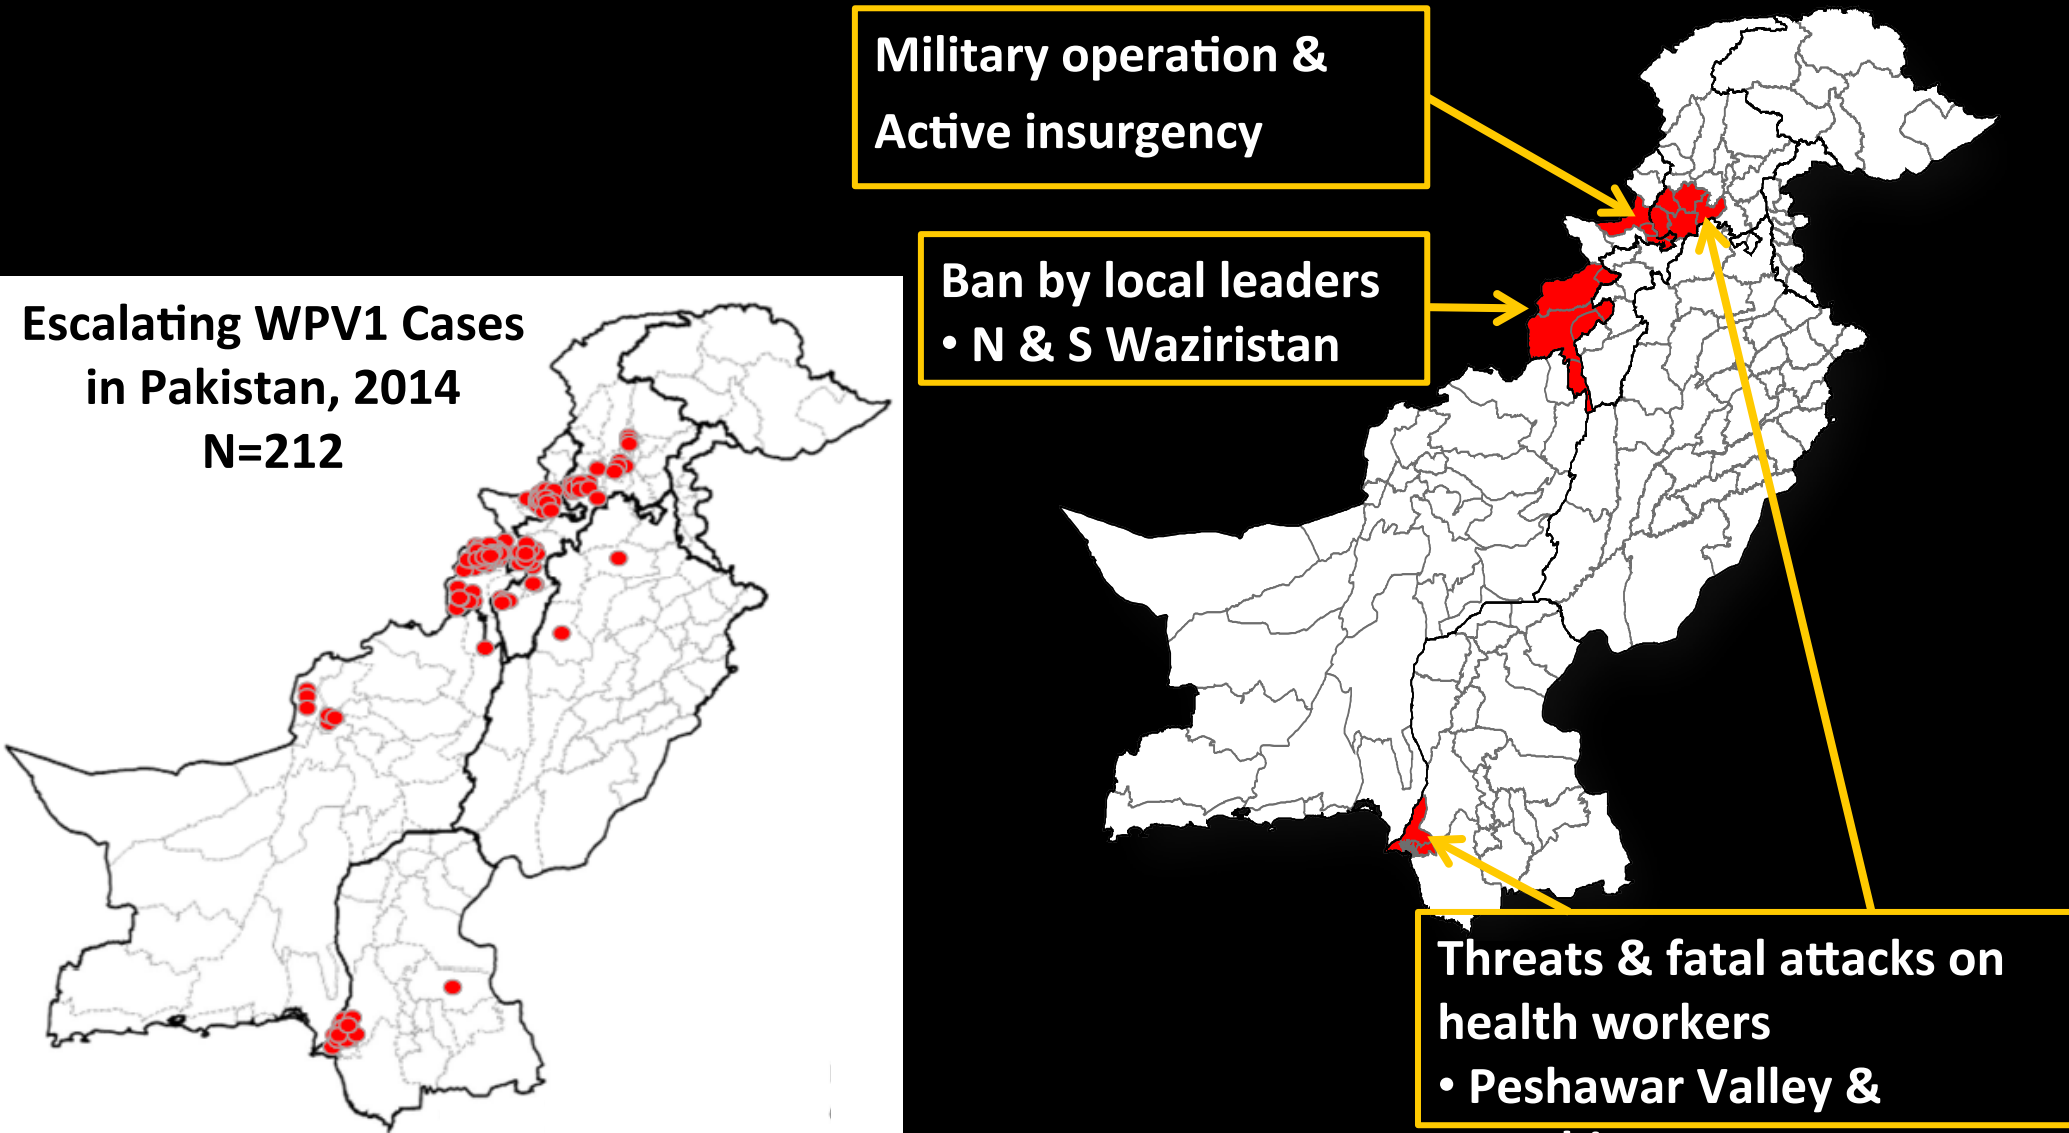 Military operation &
Active insurgency
Ban by local leaders
• N & S Waziristan
Escalating WPV1 Cases
in Pakistan, 2014
N=212
Threats & fatal attacks on
health workers
• Peshawar Valley &